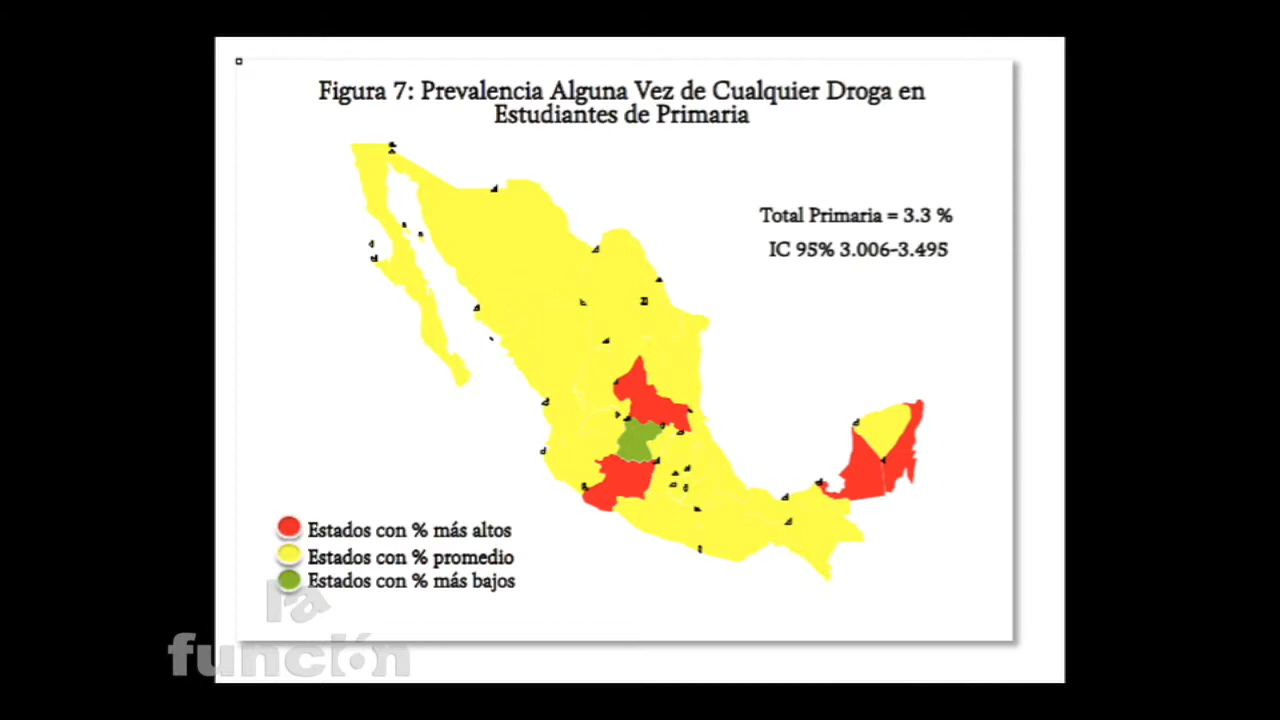 Figura 7: Prevalencia Alguna Vez de Cualquier Droga en
Estudiantes de Primaria
Total Primaria = 3.3 %
IC 95% 3.006-3.495
Estados con % más altos
Estados con % promedio
Estados con % más bajos
la
función